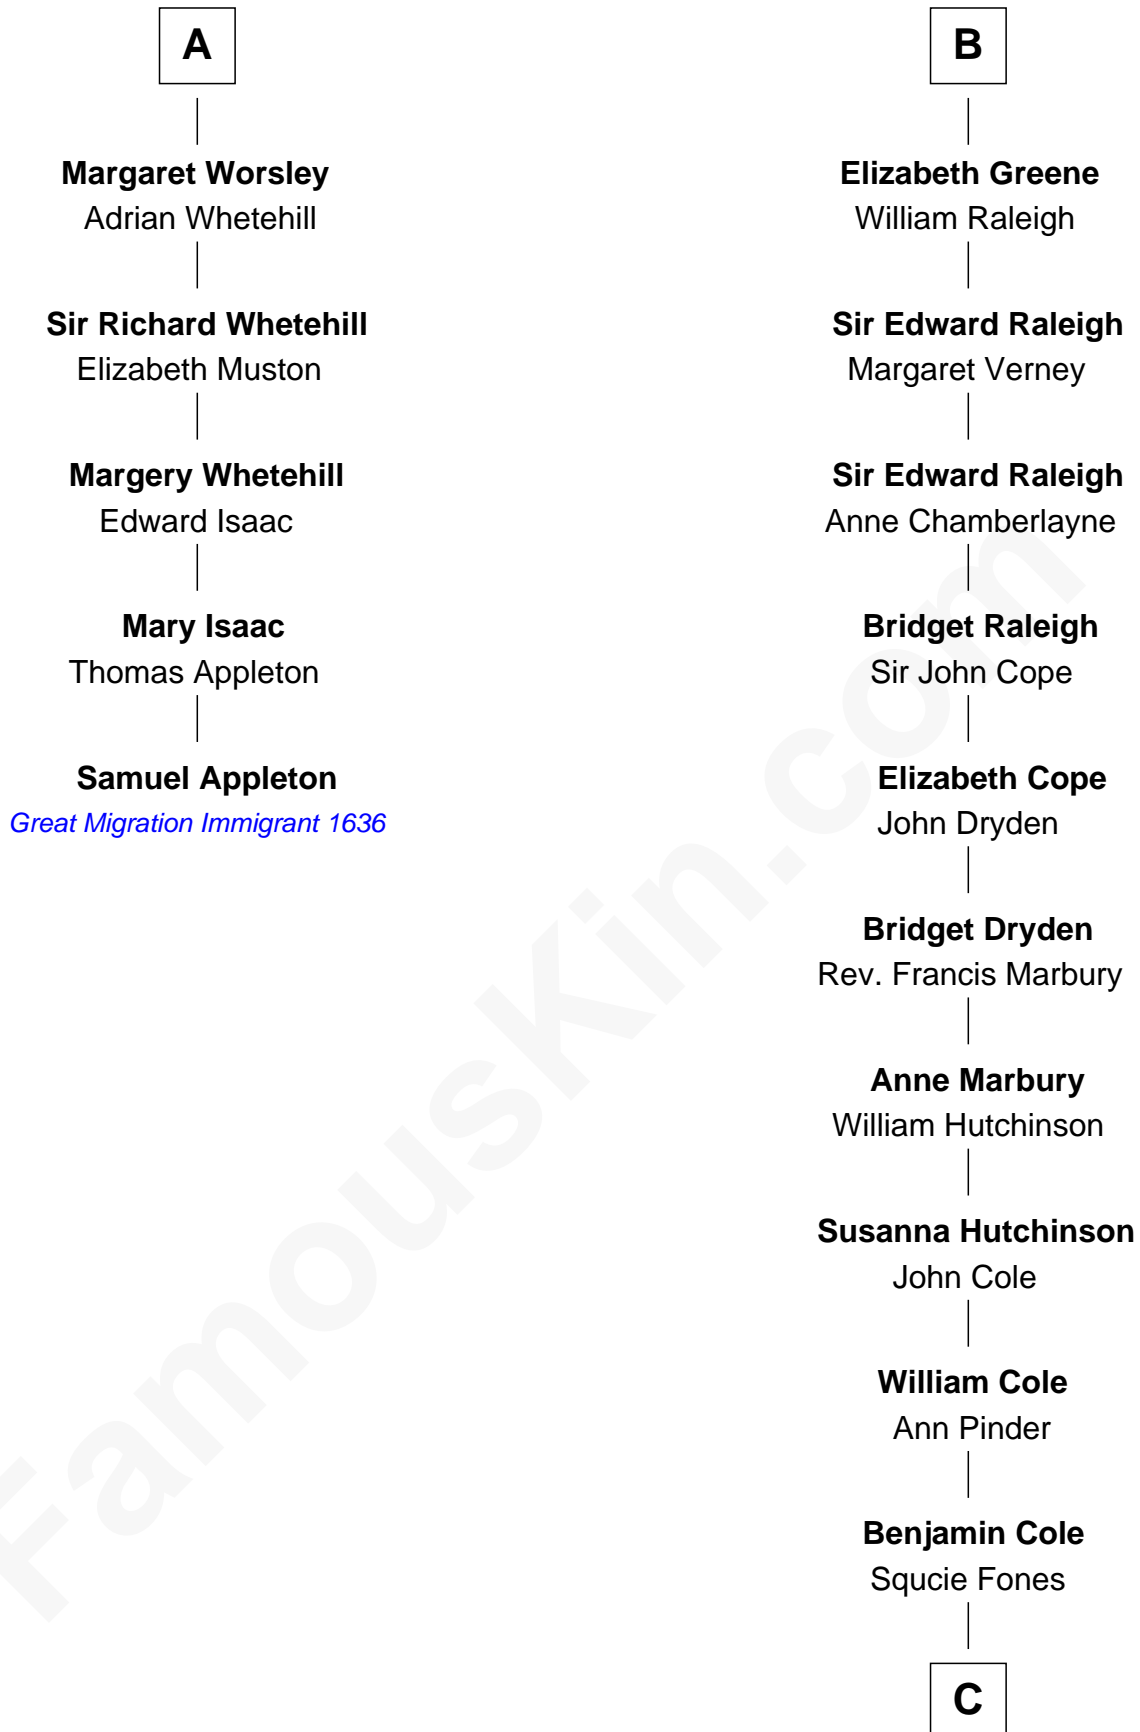 A
Margaret Worsley
Adrian Whetehill
Sir Richard Whetehill
Elizabeth Muston
Margery Whetehill
Edward Isaac
Mary Isaac
Thomas Appleton
Samuel Appleton
Great Migration Immigrant 1636
B
Elizabeth Greene
William Raleigh
Sir Edward Raleigh
Margaret Verney
Sir Edward Raleigh
Anne Chamberlayne
Bridget Raleigh
Sir John Cope
Elizabeth Cope
John Dryden
Bridget Dryden
Rev. Francis Marbury
Anne Marbury
William Hutchinson
Susanna Hutchinson
John Cole
William Cole
Ann Pinder
Benjamin Cole
Squcie Fones
C
FamousKin.com